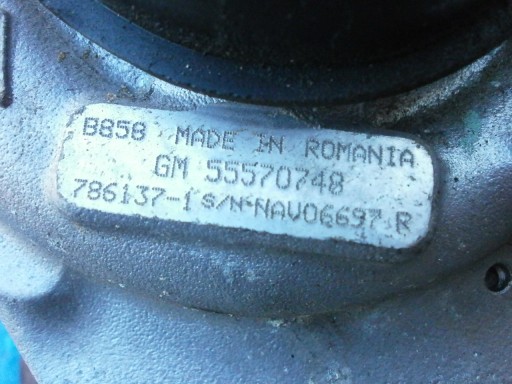 B858 MADE IN ROMANIA
GM 55570748
786137-1 S/N·NAV06697 R